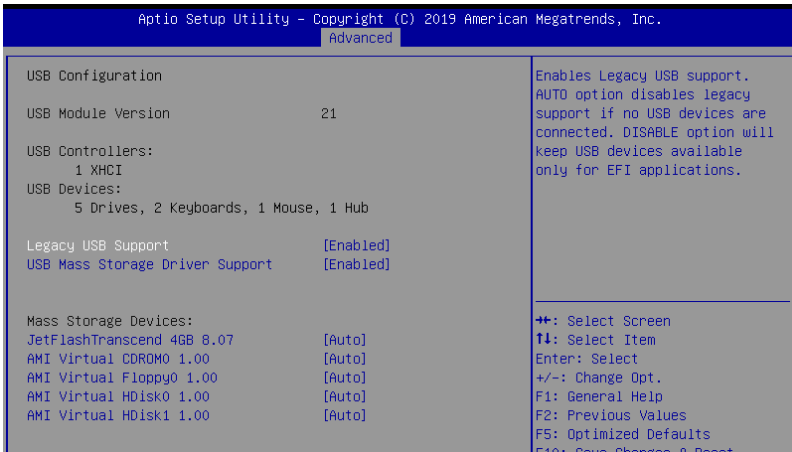 Aptio Setup Utility – Copyright (C) 2019 American Megatrends, Inc.
Advanced
USB Configuration
USB Module Version 21
USB Controllers:
1 XHCI
USB Devices:
5 Drives, 2 Keyboards, 1 Mouse, 1 Hub
Legacy USB Support [Enabled]
USB Mass Storage Driver Support [Enabled]
Mass Storage Devices:
JetFlashTranscend 4GB 8.07 [Auto]
AMI Virtual CDROM0 1.00 [Auto]
AMI Virtual Floppy0 1.00 [Auto]
AMI Virtual HDisk0 1.00 [Auto]
AMI Virtual HDisk1 1.00 [Auto]
Enables Legacy USB support.
AUTO option disables legacy
support if no USB devices are
connected. DISABLE option will
keep USB devices available
only for EFI applications.
→←: Select Screen
↑↓: Select Item
Enter: Select
+/-: Change Opt.
F1: General Help
F2: Previous Values
F5: Optimized Defaults
F10: Save Changes & Reset